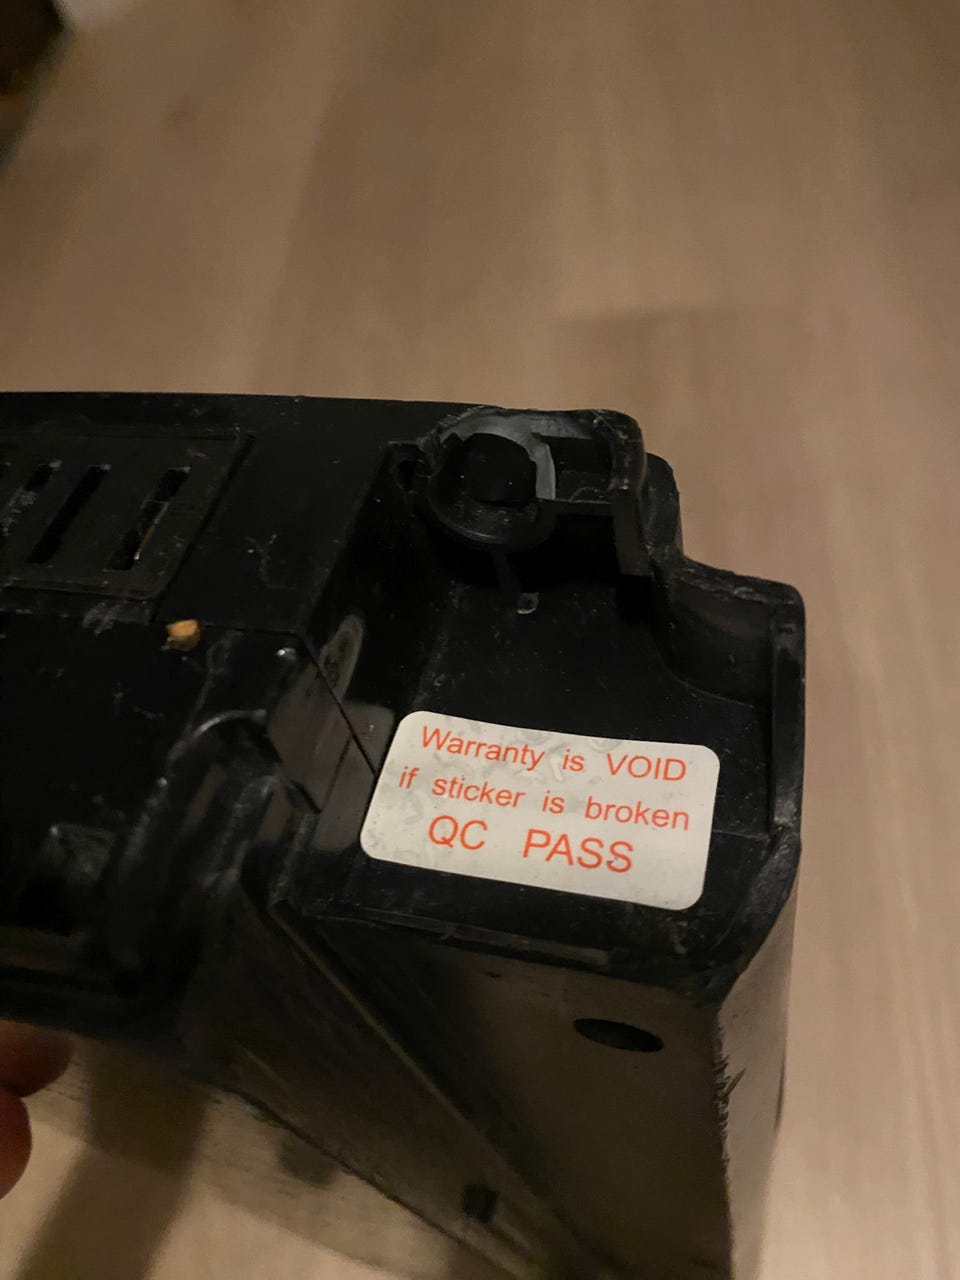 Warranty is VOID
if sticker is broken
QC PASS